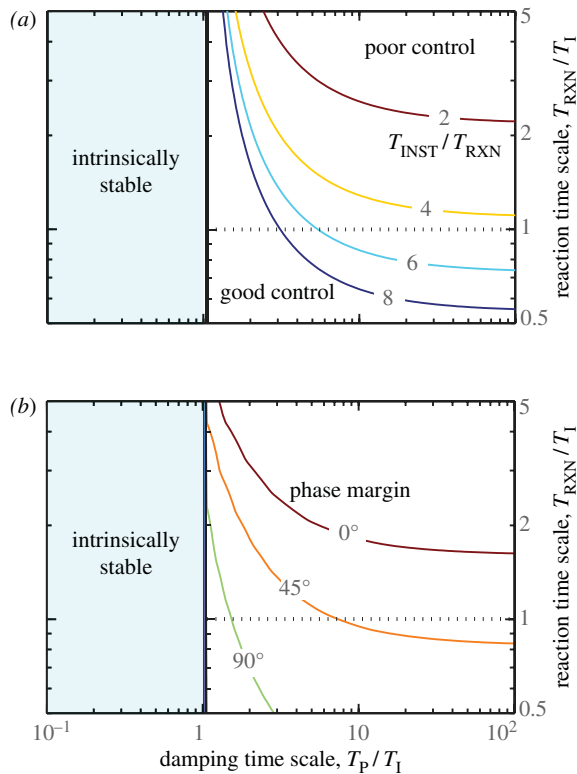 (a)
5
poor control
2
T_INST / T_RXN
2
intrinsically
stable
4
1
6
good control
8
0.5
reaction time scale, T_RXN / T_I
(b)
5
phase margin
0°
2
intrinsically
stable
45°
1
90°
0.5
reaction time scale, T_RXN / T_I
10⁻¹ 1 10 10²
damping time scale, T_P / T_I